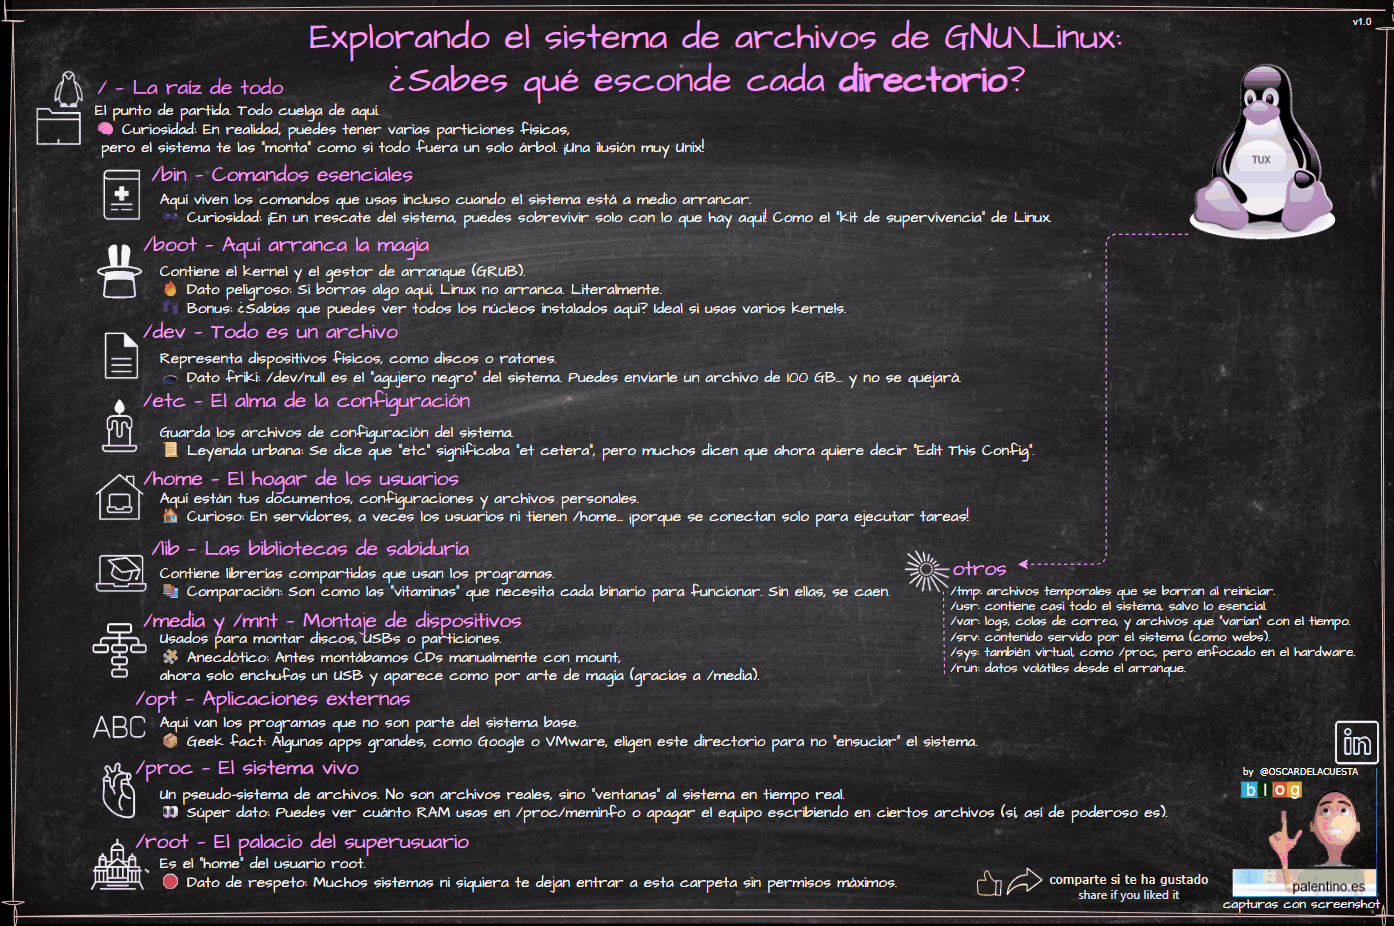 v1.0
Explorando el sistema de archivos de GNU\Linux:
¿Sabes qué esconde cada directorio?
/ - La raíz de todo
El punto de partida. Todo cuelga de aquí.
Curiosidad: En realidad, puedes tener varias particiones físicas,
pero el sistema te las "monta" como si todo fuera un solo árbol. ¡Una ilusión muy Unix!
TUX
/bin - Comandos esenciales
Aquí viven los comandos que usas incluso cuando el sistema está a medio arrancar.
Curiosidad: ¡En un rescate del sistema, puedes sobrevivir solo con lo que hay aquí! Como el "kit de supervivencia" de Linux.
/boot - Aquí arranca la magia
Contiene el kernel y el gestor de arranque (GRUB).
Dato peligroso: Si borras algo aquí, Linux no arranca. Literalmente.
Bonus: ¿Sabías que puedes ver todos los núcleos instalados aquí? Ideal si usas varios kernels.
/dev - Todo es un archivo
Representa dispositivos físicos, como discos o ratones.
Dato friki: /dev/null es el "agujero negro" del sistema. Puedes enviarle un archivo de 100 GB... y no se quejará.
/etc - El alma de la configuración
Guarda los archivos de configuración del sistema.
Leyenda urbana: Se dice que "etc" significaba "et cetera", pero muchos dicen que ahora quiere decir "Edit This Config".
/home - El hogar de los usuarios
Aquí están tus documentos, configuraciones y archivos personales.
Curioso: En servidores, a veces los usuarios ni tienen /home... ¡porque se conectan solo para ejecutar tareas!
/lib - Las bibliotecas de sabiduría
Contiene librerías compartidas que usan los programas.
Comparación: Son como las "vitaminas" que necesita cada binario para funcionar. Sin ellas, se caen.
/media y /mnt - Montaje de dispositivos
Usados para montar discos, USBs o particiones.
Anecdótico: Antes montábamos CDs manualmente con mount,
ahora solo enchufas un USB y aparece como por arte de magia (gracias a /media).
/opt - Aplicaciones externas
ABC
Aquí van los programas que no son parte del sistema base.
Geek fact: Algunas apps grandes, como Google o VMware, eligen este directorio para no "ensuciar" el sistema.
/proc - El sistema vivo
Un pseudo-sistema de archivos. No son archivos reales, sino "ventanas" al sistema en tiempo real.
Súper dato: Puedes ver cuánto RAM usas en /proc/meminfo o apagar el equipo escribiendo en ciertos archivos (sí, así de poderoso es).
/root - El palacio del superusuario
Es el "home" del usuario root.
Dato de respeto: Muchos sistemas ni siquiera te dejan entrar a esta carpeta sin permisos máximos.
otros
/tmp: archivos temporales que se borran al reiniciar.
/usr: contiene casi todo el sistema, salvo lo esencial.
/var: logs, colas de correo, y archivos que "varían" con el tiempo.
/srv: contenido servido por el sistema (como webs).
/sys: también virtual, como /proc, pero enfocado en el hardware.
/run: datos volátiles desde el arranque.
in
by @OSCARDELACUESTA
blog
palentino.es
capturas con screenshot
comparte si te ha gustado
share if you liked it